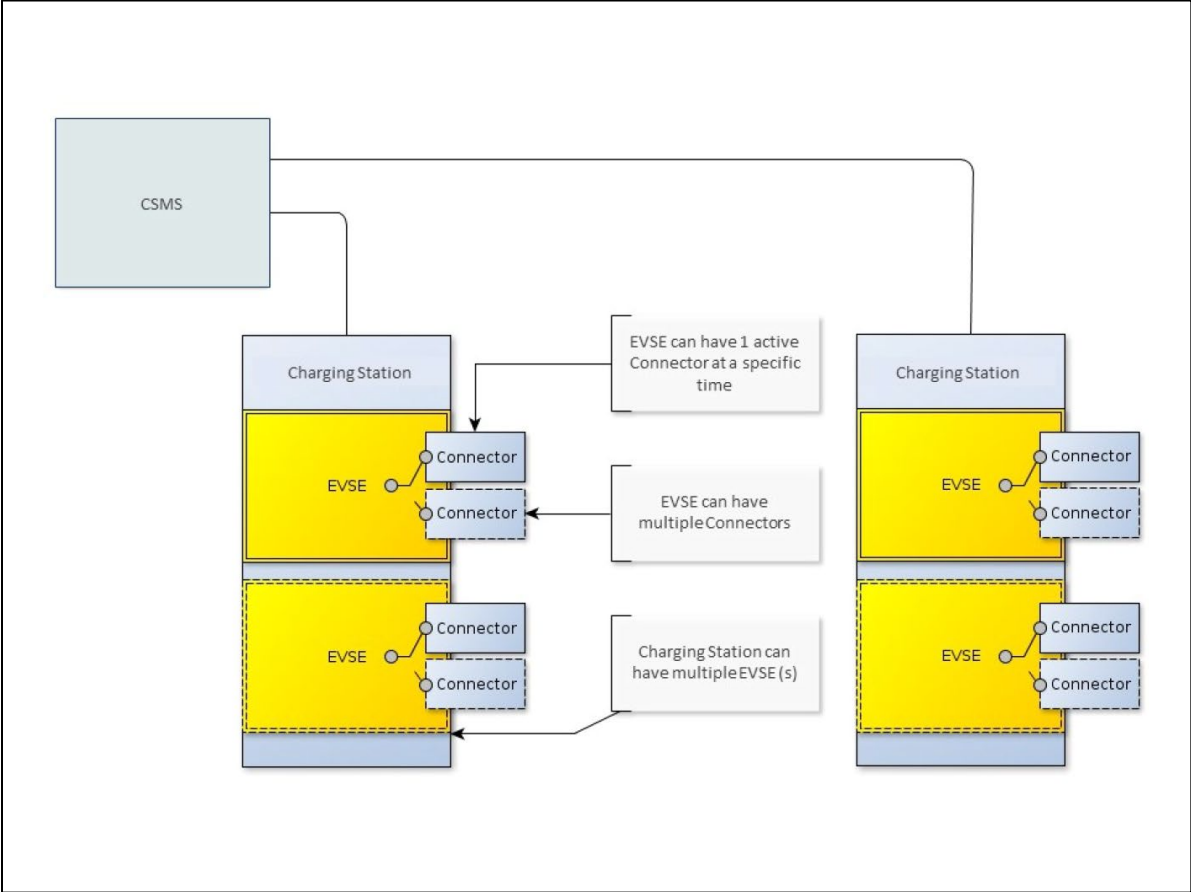 CSMS
Charging Station
EVSE can have 1 active
Connector at a specific
time
Charging Station
Connector
EVSE
Connector
EVSE can have
multiple Connectors
Connector
EVSE
Connector
Connector
EVSE
Connector
Charging Station can
have multiple EVSE (s)
Connector
EVSE
Connector